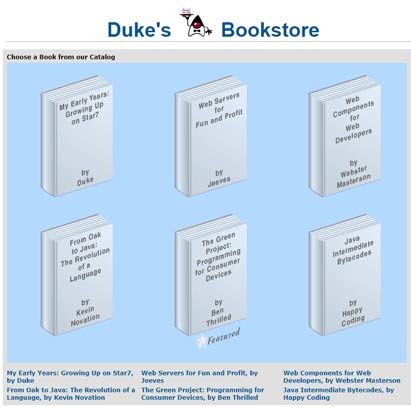 Duke's Bookstore
Choose a Book from our Catalog
My Early Years:
Growing Up
on Star7
by
Duke
Web Servers
for
Fun and Profit
by
Jeeves
Web
Components
for
Web
Developers
by
Webster
Masterson
From Oak
to Java:
The Revolution
of a
Language
by
Kevin
Novation
The Green
Project:
Programming
for Consumer
Devices
by
Ben
Thrilled
Featured
Java
Intermediate
Bytecodes
by
Happy
Coding
My Early Years: Growing Up on Star7,
by Duke
Web Servers for Fun and Profit, by
Jeeves
Web Components for Web
Developers, by Webster Masterson
From Oak to Java: The Revolution of a
Language, by Kevin Novation
The Green Project: Programming for
Consumer Devices, by Ben Thrilled
Java Intermediate Bytecodes, by
Happy Coding